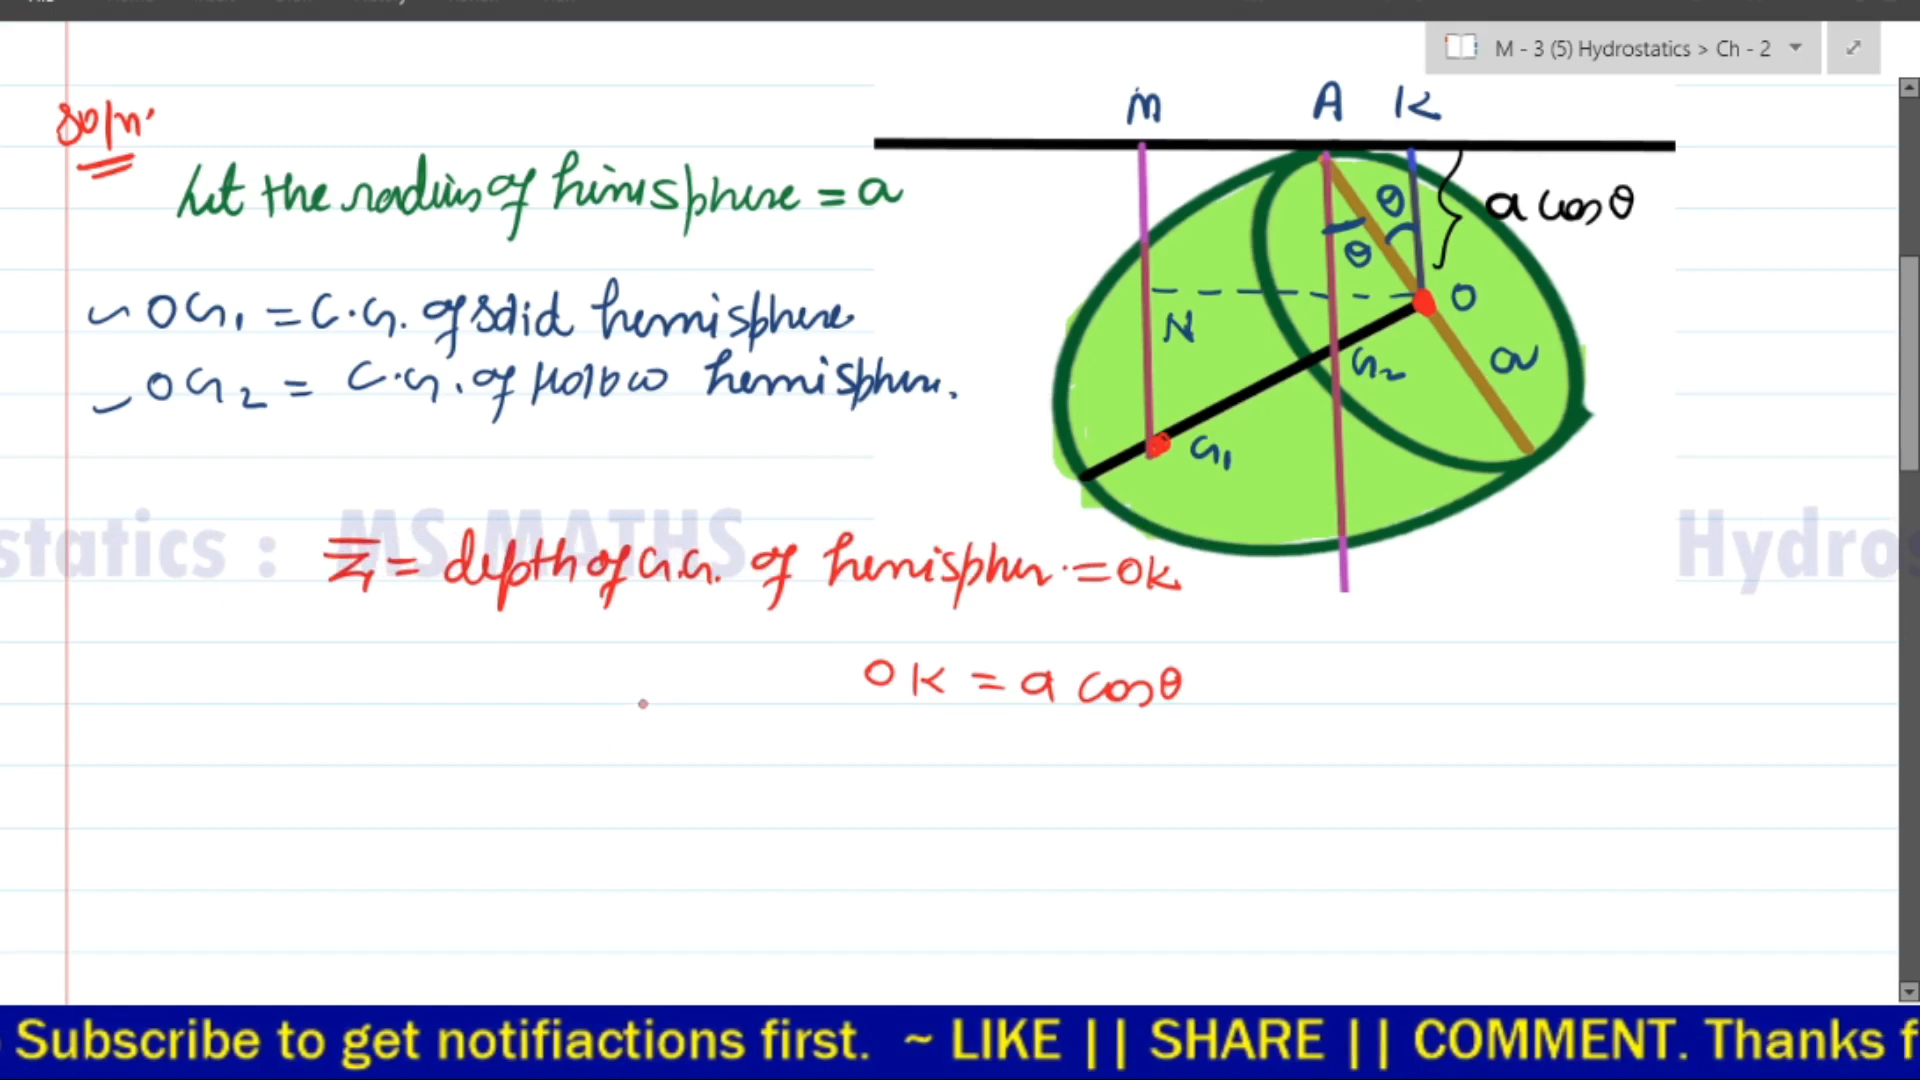 M - 3 (5) Hydrostatics > Ch - 2
Soln.
Let the radius of himisphere = a
OG1 = C.G. of solid hemisphere
OG2 = C.G. of Hollow hemisphere.
M A K
θ θ a cosθ
N O
G2 a
G1
statics : MS MATHS Hydros
z̄1 = depth of C.G. of hemispher. = OK
OK = a cosθ
Subscribe to get notifiactions first. ~ LIKE || SHARE || COMMENT. Thanks f